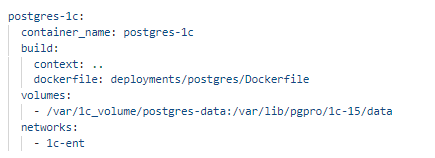 postgres-1c:
container_name: postgres-1c
build:
context: ..
dockerfile: deployments/postgres/Dockerfile
volumes:
- /var/1c_volume/postgres-data:/var/lib/pgpro/1c-15/data
networks:
- 1c-ent